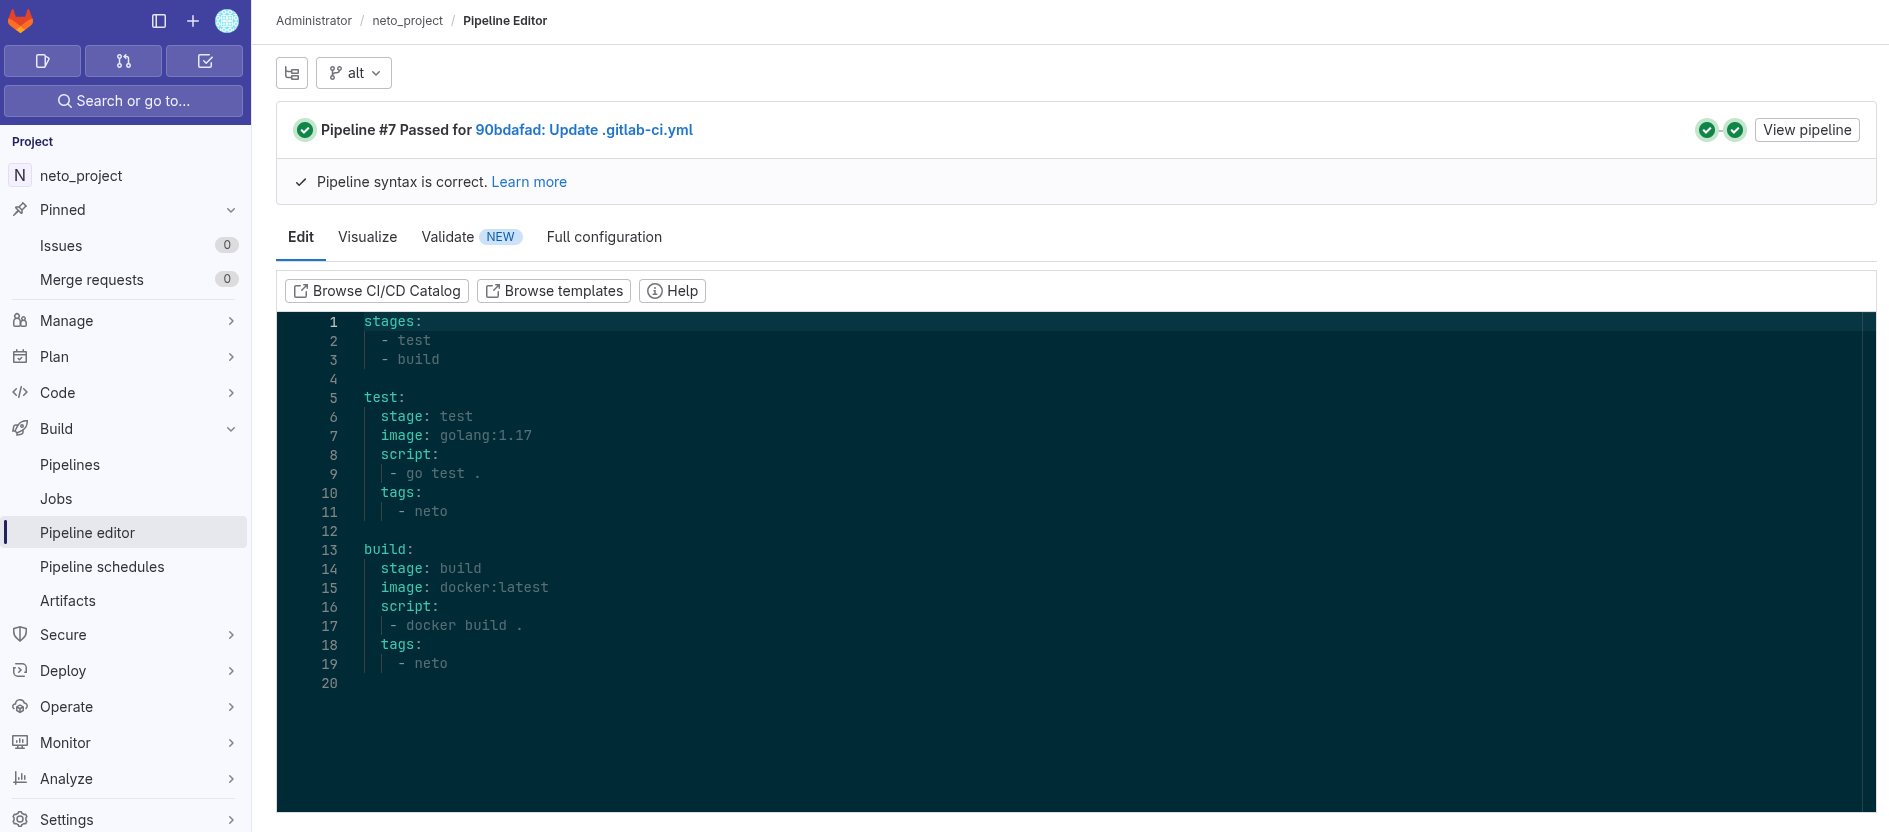 Administrator / neto_project / Pipeline Editor
Search or go to...
Project
N neto_project
Pinned
Issues 0
Merge requests 0
Manage
Plan
Code
Build
Pipelines
Jobs
Pipeline editor
Pipeline schedules
Artifacts
Secure
Deploy
Operate
Monitor
Analyze
Settings
alt
Pipeline #7 Passed for 90bdafad: Update .gitlab-ci.yml
View pipeline
Pipeline syntax is correct. Learn more
Edit Visualize Validate NEW Full configuration
Browse CI/CD Catalog Browse templates Help
1 stages:
2   - test
3   - build
4
5 test:
6   stage: test
7   image: golang:1.17
8   script:
9    - go test .
10   tags:
11     - neto
12
13 build:
14   stage: build
15   image: docker:latest
16   script:
17    - docker build .
18   tags:
19     - neto
20